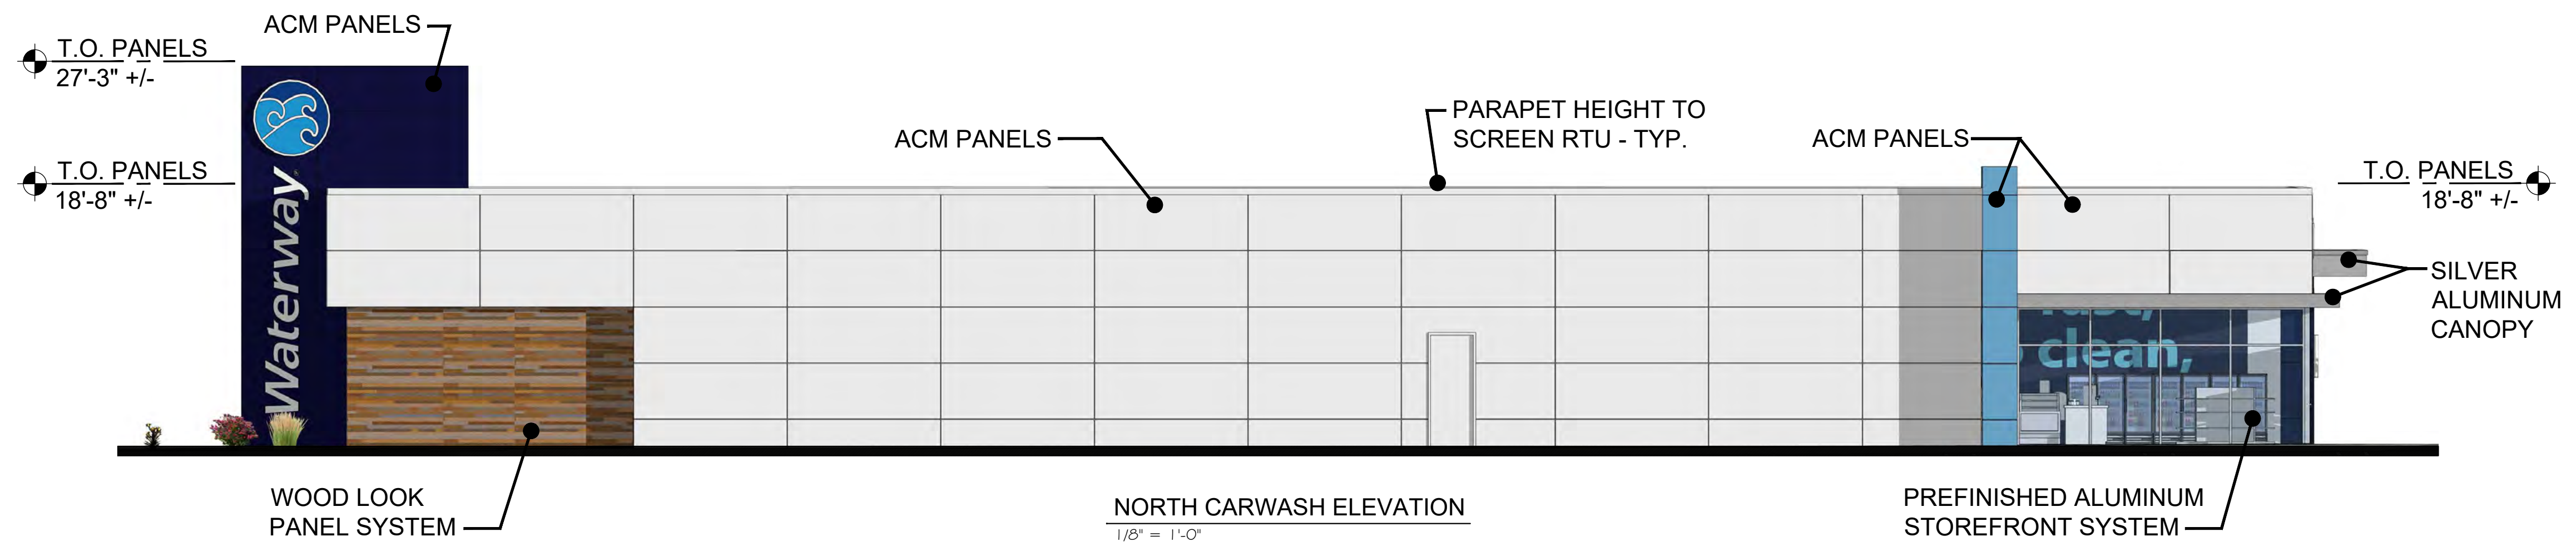 ACM PANELS
T.O. PANELS
27'-3" +/-
T.O. PANELS
18'-8" +/-
Waterway
ACM PANELS
PARAPET HEIGHT TO
SCREEN RTU - TYP.
ACM PANELS
T.O. PANELS
18'-8" +/-
SILVER
ALUMINUM
CANOPY
fast,
clean,
WOOD LOOK
PANEL SYSTEM
NORTH CARWASH ELEVATION
1/8" = 1'-0"
PREFINISHED ALUMINUM
STOREFRONT SYSTEM